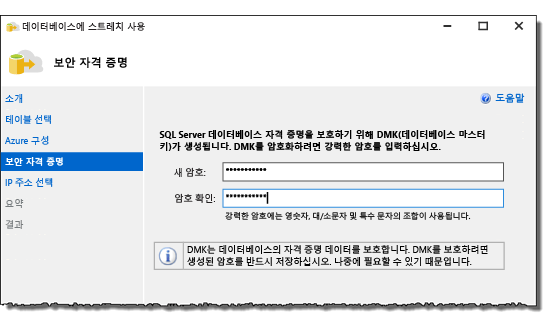 데이터베이스에 스트레치 사용
보안 자격 증명
소개
테이블 선택
Azure 구성
보안 자격 증명
IP 주소 선택
요약
결과
도움말
SQL Server 데이터베이스 자격 증명을 보호하기 위해 DMK(데이터베이스 마스터
키)가 생성됩니다. DMK를 암호화하려면 강력한 암호를 입력하십시오.
새 암호: •••••••••••
암호 확인: •••••••••••
강력한 암호에는 영숫자, 대/소문자 및 특수 문자의 조합이 사용됩니다.
DMK는 데이터베이스의 자격 증명 데이터를 보호합니다. DMK를 보호하려면
생성된 암호를 반드시 저장하십시오. 나중에 필요할 수 있기 때문입니다.